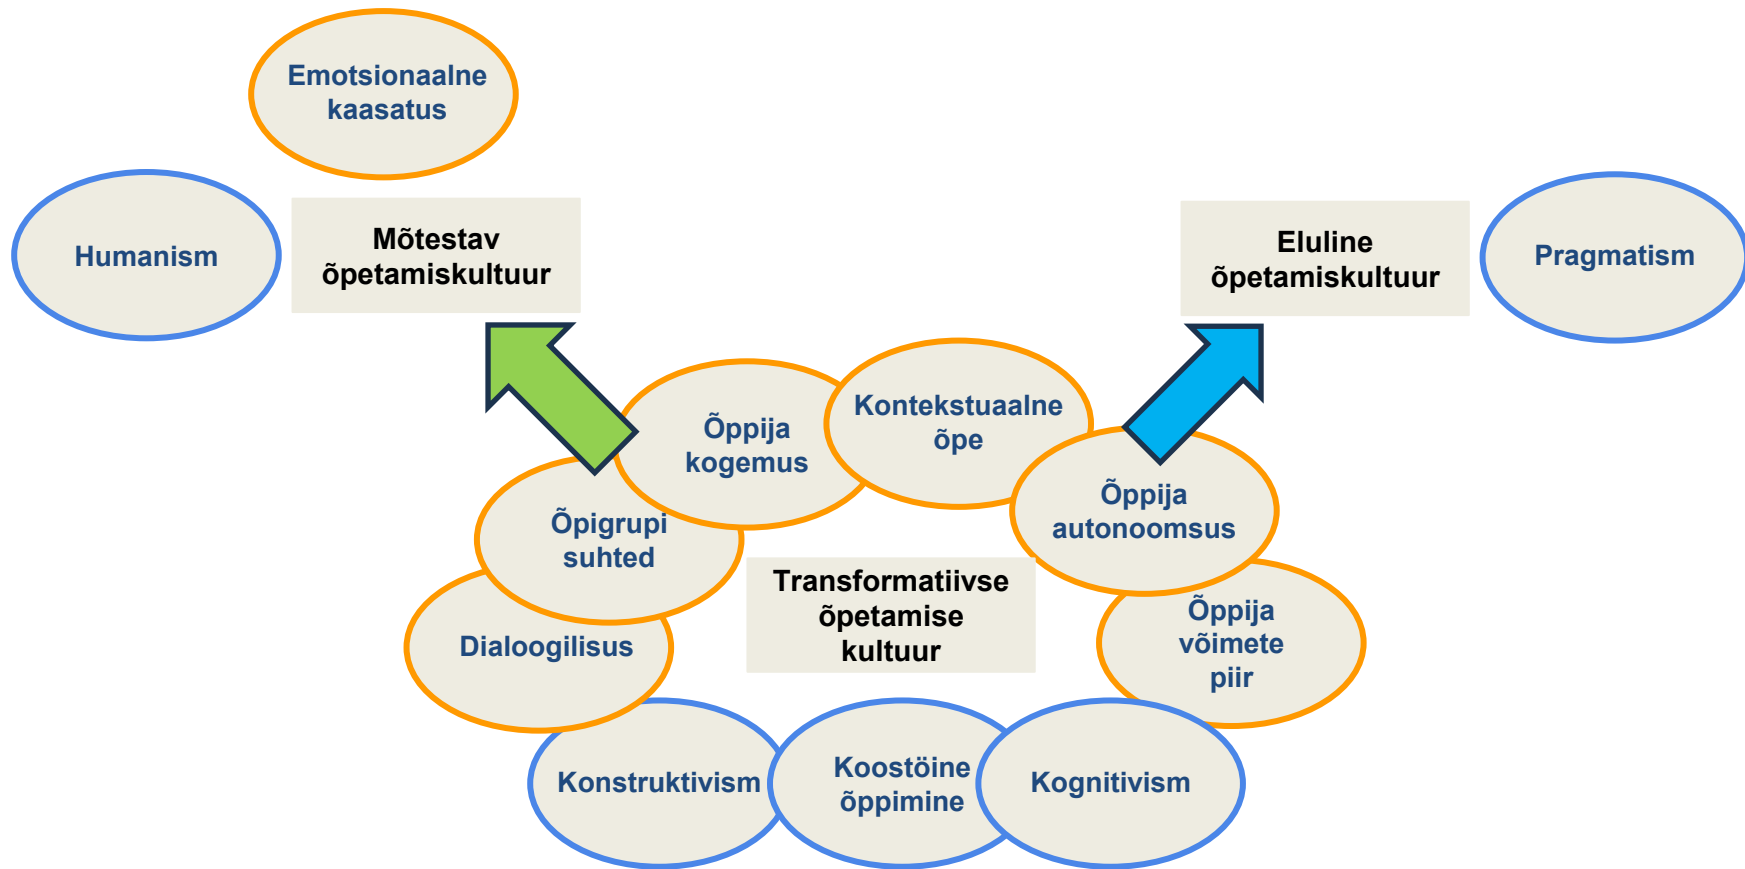 Emotsionaalne
kaasatus
Humanism
Mõtestav
õpetamiskultuur
Eluline
õpetamiskultuur
Pragmatism
Õppija
kogemus
Kontekstuaalne
õpe
Õpigrupi
suhted
Õppija
autonoomsus
Dialoogilisus
Transformatiivse
õpetamise
kultuur
Õppija
võimete
piir
Konstruktivism
Koostöine
õppimine
Kognitivism